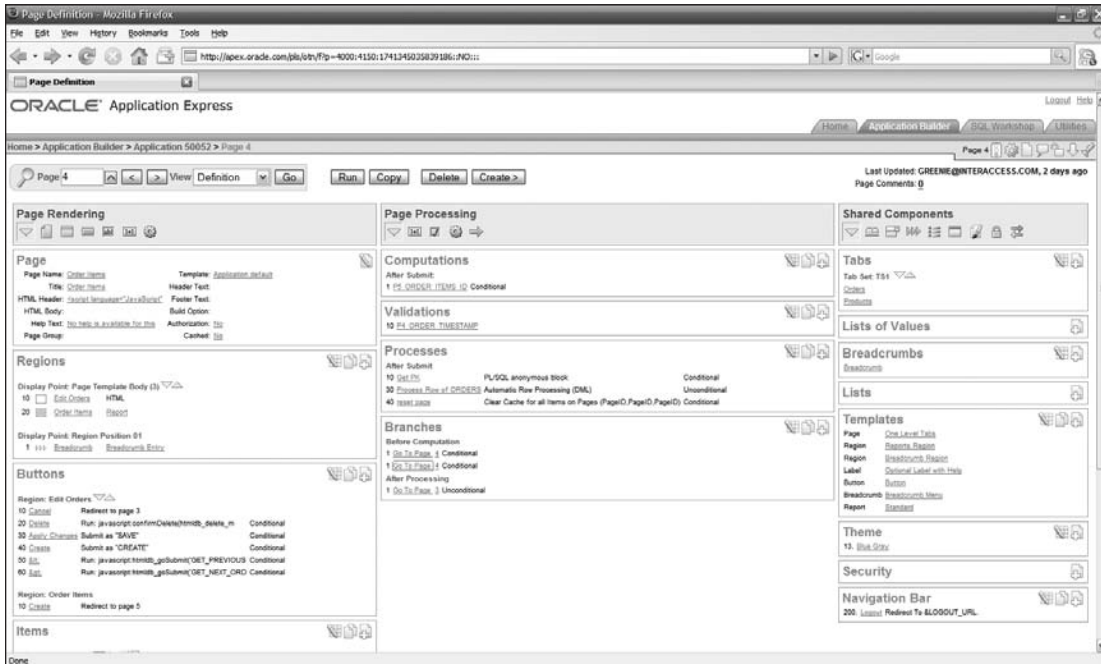 Page Definition - Mozilla Firefox
File Edit View History Bookmarks Tools Help
http://apex.oracle.com/pls/otn/f?p=4000:4150:1741345035839186::NO:::
Google
Page Definition
ORACLE Application Express
Logout Help
Home Application Builder SQL Workshop Utilities
Home > Application Builder > Application 50052 > Page 4
Page 4
Page 4 < > View Definition Go Run Copy Delete Create >
Last Updated: GREENIE@INTERACCESS.COM, 2 days ago
Page Comments: 0
Page Rendering
Page
Page Name: Order Items Template: Application default
Title: Order Items Header Text:
HTML Header: <script language="JavaScript" Footer Text:
HTML Body: Build Option:
Help Text: No help is available for this Authorization: No
Page Group: Cached: No
Regions
Display Point: Page Template Body (3)
10 Edit Orders HTML
20 Order Items Report
Display Point: Region Position 01
1 Breadcrumb Breadcrumb Entry
Buttons
Region: Edit Orders
10 Cancel Redirect to page 3
20 Delete Run: javascript:confirmDelete(htmldb_delete_m Conditional
30 Apply Changes Submit as "SAVE" Conditional
40 Create Submit as "CREATE" Conditional
50 &lt; Run: javascript:htmldb_goSubmit('GET_PREVIOUS Conditional
60 &gt; Run: javascript:htmldb_goSubmit('GET_NEXT_ORD Conditional
Region: Order Items
10 Create Redirect to page 5
Items
Page Processing
Computations
After Submit:
1 P5_ORDER_ITEMS_ID Conditional
Validations
10 P4_ORDER_TIMESTAMP
Processes
After Submit
10 Get PK PL/SQL anonymous block Conditional
30 Process Row of ORDERS Automatic Row Processing (DML) Unconditional
40 reset page Clear Cache for all Items on Pages (PageID,PageID,PageID) Conditional
Branches
Before Computation
1 Go To Page 4 Conditional
1 Go To Page 4 Conditional
After Processing
1 Go To Page 3 Unconditional
Shared Components
Tabs
Tab Set: TS1
Orders
Products
Lists of Values
Breadcrumbs
Breadcrumb
Lists
Templates
Page One Level Tabs
Region Reports Region
Region Breadcrumb Region
Label Optional Label with Help
Button Button
Breadcrumb Breadcrumb Menu
Report Standard
Theme
13. Blue Gray
Security
Navigation Bar
200. Logout Redirect To &LOGOUT_URL.
Done